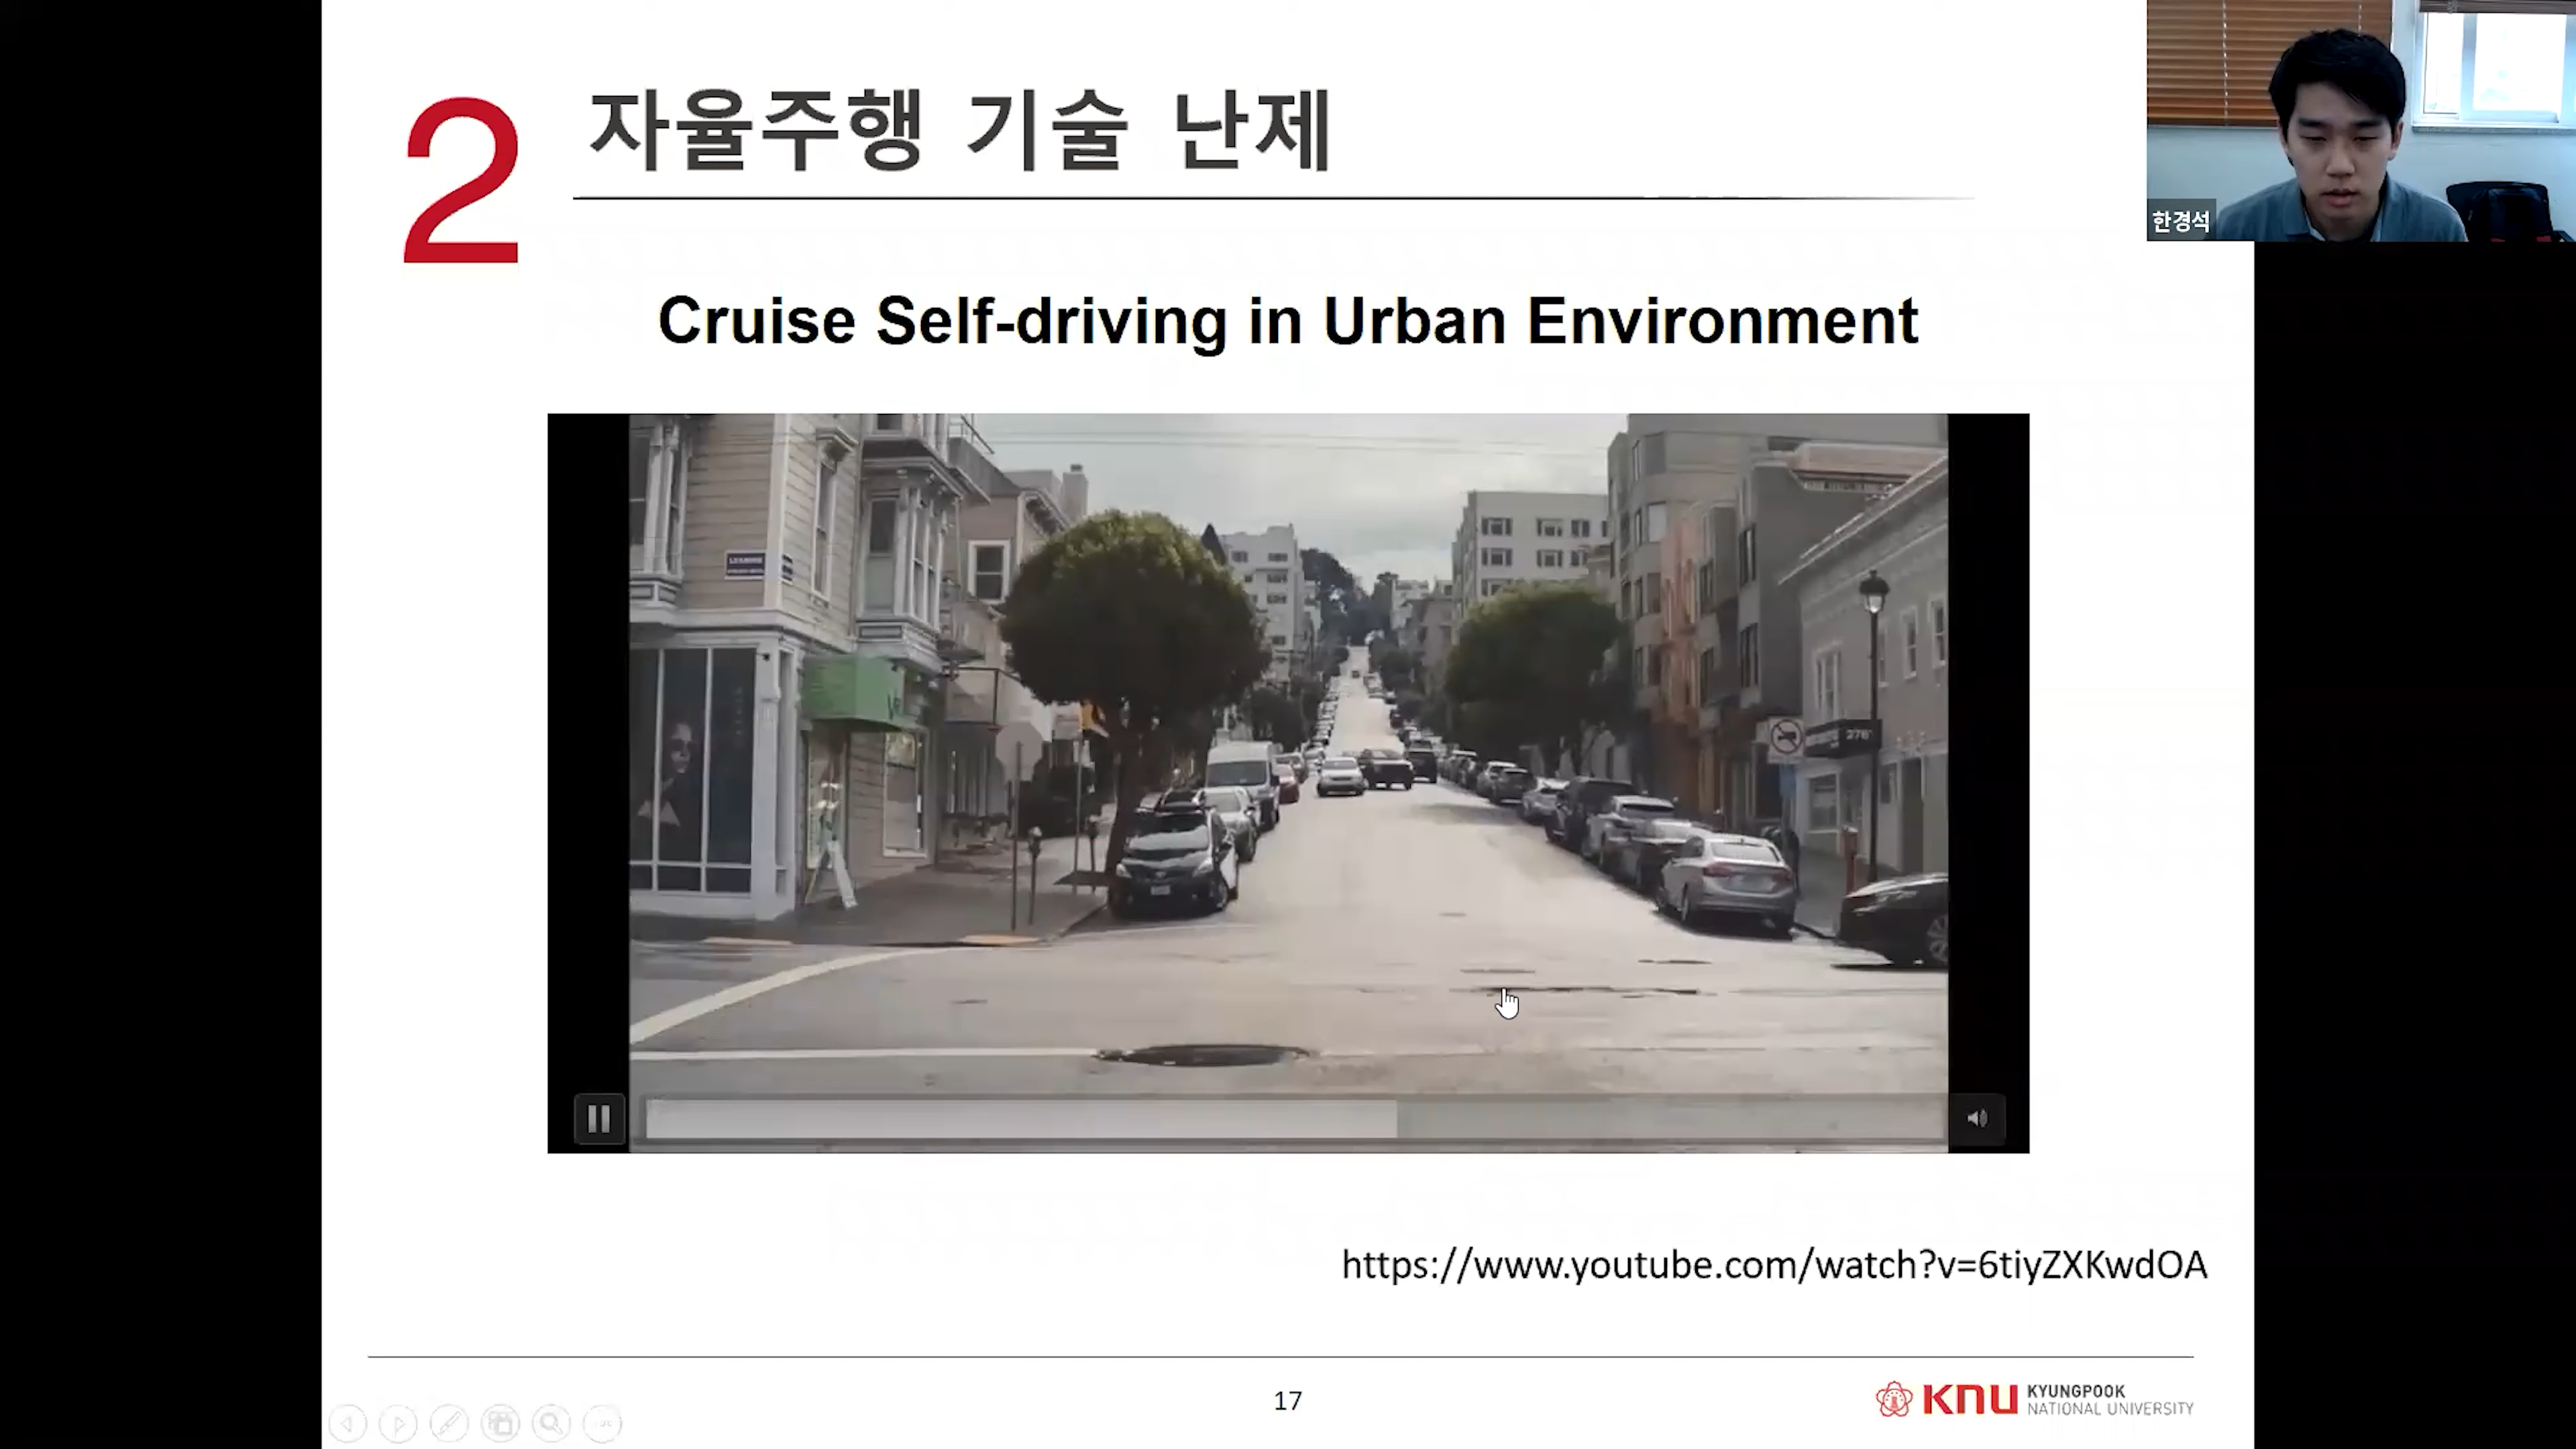 2
자율주행 기술 난제
한경석
Cruise Self-driving in Urban Environment
https://www.youtube.com/watch?v=6tiyZXKwdOA
17
KNU KYUNGPOOK
NATIONAL UNIVERSITY